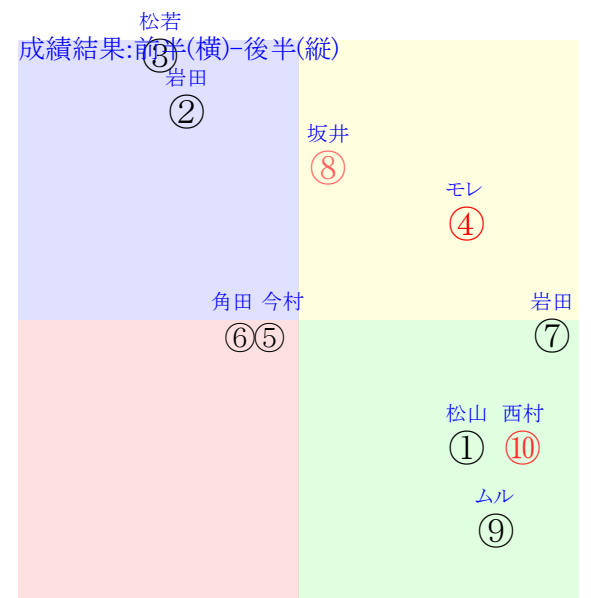 松若
成績結果:前半(横)-後半(縦)
③
岩田
②
坂井
⑧
モレ
④
角田 今村
⑥⑤
岩田
⑦
松山 西村
① ⑩
ムル
⑨